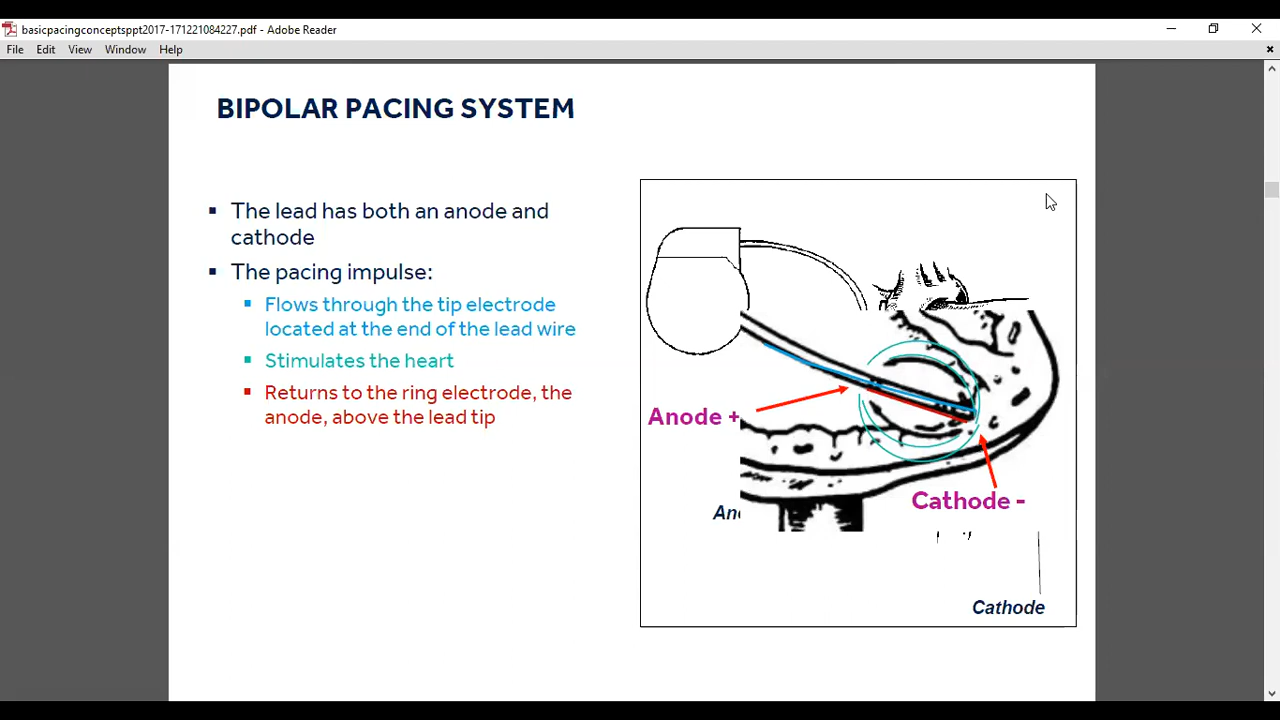 basicpacingconceptsppt2017-171221084227.pdf - Adobe Reader
File Edit View Window Help
BIPOLAR PACING SYSTEM
▪ The lead has both an anode and
cathode
▪ The pacing impulse:
▪ Flows through the tip electrode
located at the end of the lead wire
▪ Stimulates the heart
▪ Returns to the ring electrode, the
anode, above the lead tip
Anode +
Cathode -
Cathode